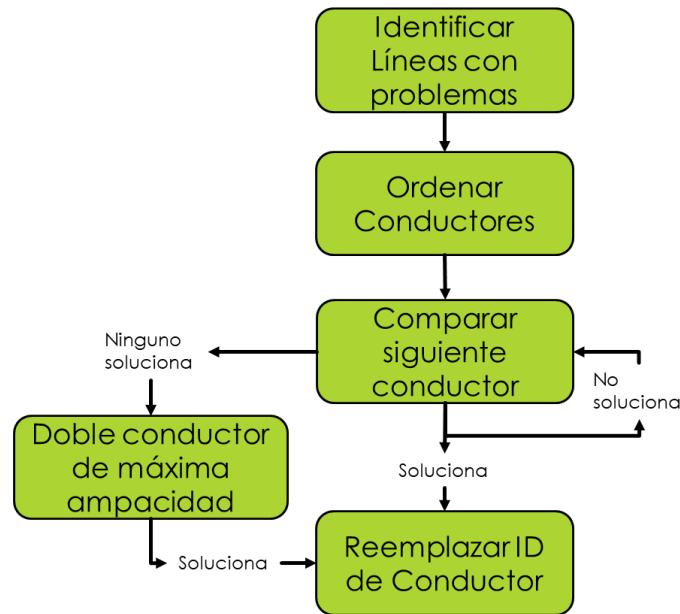 Identificar
Líneas con
problemas
Ordenar
Conductores
Comparar
siguiente
conductor
Ninguno
soluciona
No
soluciona
Doble conductor
de máxima
ampacidad
Soluciona
Soluciona
Reemplazar ID
de Conductor